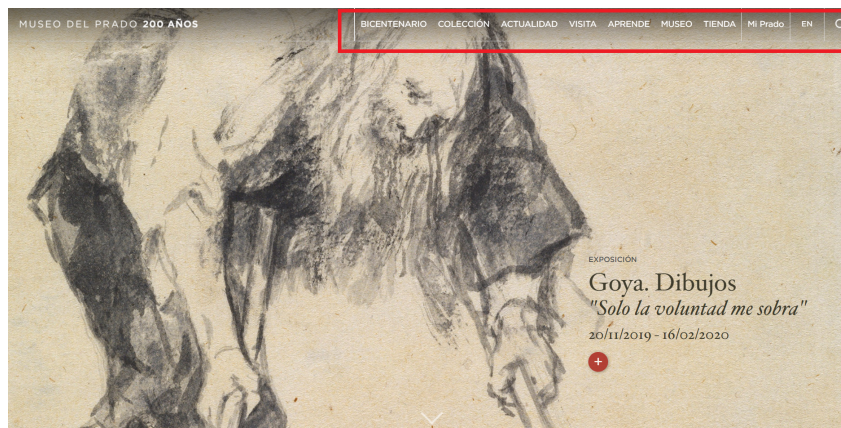 MUSEO DEL PRADO 200 AÑOS
BICENTENARIO COLECCIÓN ACTUALIDAD VISITA APRENDE MUSEO TIENDA Mi Prado EN
EXPOSICIÓN
Goya. Dibujos
"Solo la voluntad me sobra"
20/11/2019 - 16/02/2020
+